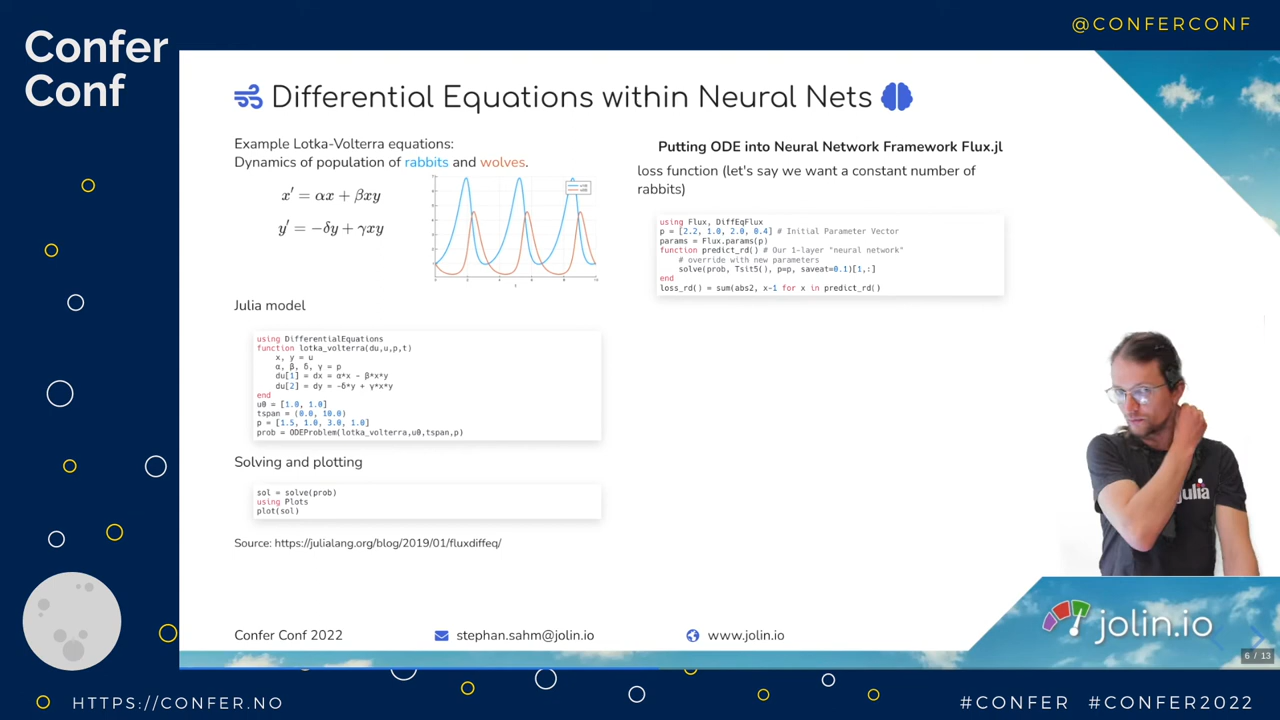 Confer
Conf
@CONFERCONF
Differential Equations within Neural Nets
Example Lotka-Volterra equations:
Dynamics of population of rabbits and wolves.
x′ = αx + βxy
y′ = −δy + γxy
Julia model
using DifferentialEquations
function lotka_volterra(du,u,p,t)
x, y = u
α, β, δ, γ = p
du[1] = dx = α*x - β*x*y
du[2] = dy = -δ*y + γ*x*y
end
u0 = [1.0, 1.0]
tspan = (0.0, 10.0)
p = [1.5, 1.0, 3.0, 1.0]
prob = ODEProblem(lotka_volterra,u0,tspan,p)
Solving and plotting
sol = solve(prob)
using Plots
plot(sol)
Source: https://julialang.org/blog/2019/01/fluxdiffeq/
Putting ODE into Neural Network Framework Flux.jl
loss function (let's say we want a constant number of
rabbits)
using Flux, DiffEqFlux
p = [2.2, 1.0, 2.0, 0.4] # Initial Parameter Vector
params = Flux.params(p)
function predict_rd() # Our 1-layer "neural network"
# override with new parameters
solve(prob, Tsit5(), p=p, saveat=0.1)[1,:]
end
loss_rd() = sum(abs2, x-1 for x in predict_rd()
julia
Confer Conf 2022
stephan.sahm@jolin.io
www.jolin.io
jolin.io
6 / 13
HTTPS://CONFER.NO
#CONFER #CONFER2022